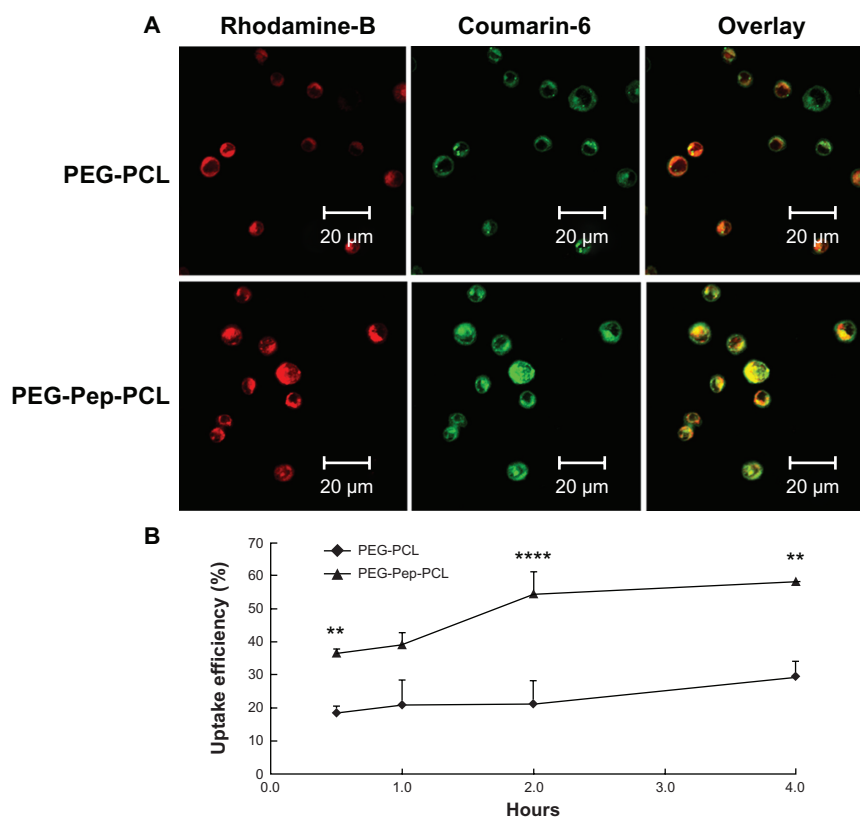 A
Rhodamine-B Coumarin-6 Overlay
PEG-PCL
20 µm 20 µm 20 µm
PEG-Pep-PCL
20 µm 20 µm 20 µm
B
70
60
50
40
30
20
10
0
Uptake efficiency (%)
PEG-PCL
PEG-Pep-PCL
**
****
**
0.0 1.0 2.0 3.0 4.0
Hours